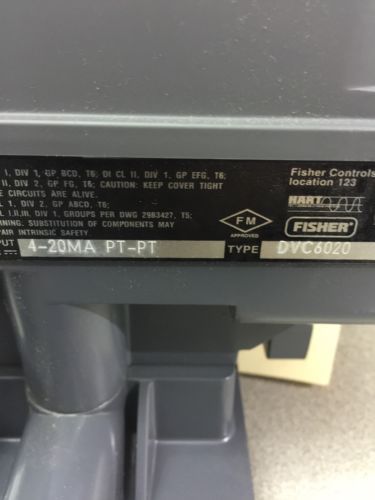 I, DIV 1, GP BCD, T6; DI CL II, DIV 1, GP EFG, T6;
II, DIV 2, GP FG, T6; CAUTION: KEEP COVER TIGHT
E CIRCUITS ARE ALIVE.
L 1, DIV 2, GP ABCD, T6;
L I,II,III, DIV 1, GROUPS PER DWG 29B3427, T5;
NING: SUBSTITUTION OF COMPONENTS MAY
PAIR INTRINSIC SAFETY
PUT 4-20MA PT-PT
FM
APPROVED
TYPE DVC6020
Fisher Controls
location 123
HART
FISHER